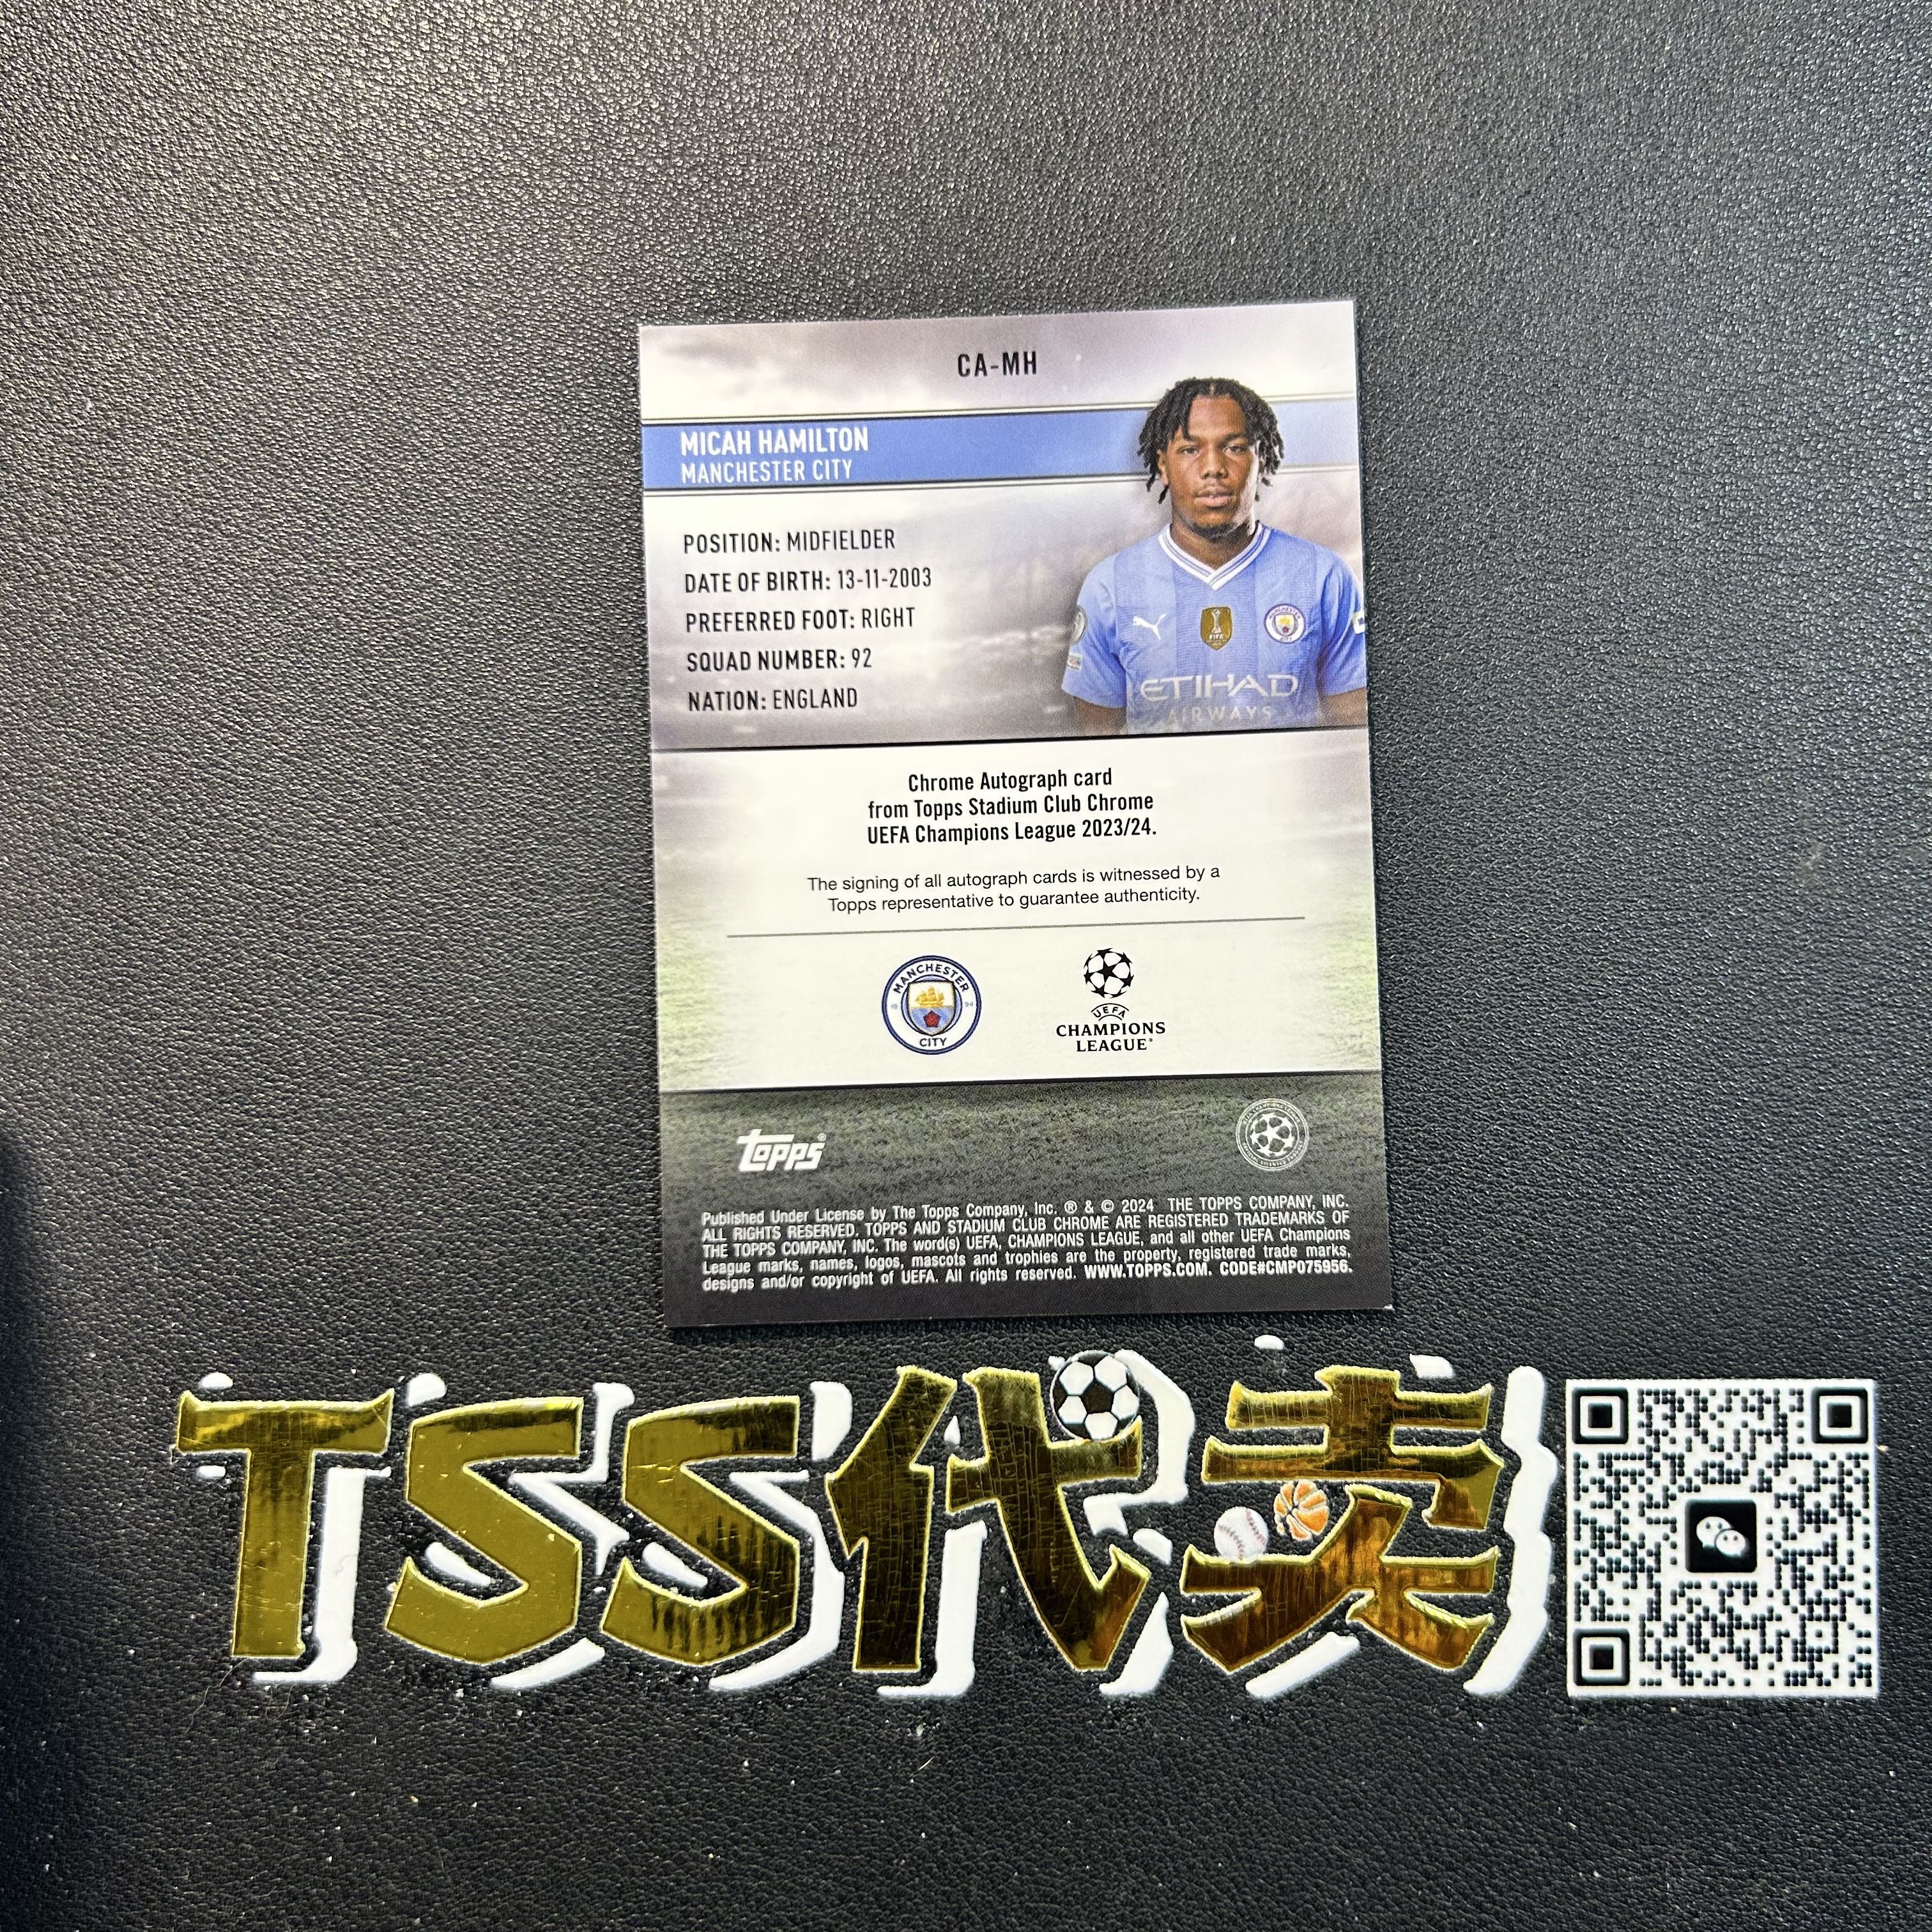 CA-MH
MICAH HAMILTON
MANCHESTER CITY
POSITION: MIDFIELDER
DATE OF BIRTH: 13-11-2003
PREFERRED FOOT: RIGHT
SQUAD NUMBER: 92
NATION: ENGLAND
FIFA
ETIHAD
AIRWAYS
Chrome Autograph card
from Topps Stadium Club Chrome
UEFA Champions League 2023/24.
The signing of all autograph cards is witnessed by a
Topps representative to guarantee authenticity.
MANCHESTER
18 94
CITY
UEFA
CHAMPIONS
LEAGUE®
Topps®
Published Under License by The Topps Company, Inc. ® & © 2024 THE TOPPS COMPANY, INC.
ALL RIGHTS RESERVED. TOPPS AND STADIUM CLUB CHROME ARE REGISTERED TRADEMARKS OF
THE TOPPS COMPANY, INC. The word(s) UEFA, CHAMPIONS LEAGUE, and all other UEFA Champions
League marks, names, logos, mascots and trophies are the property, registered trade marks,
designs and/or copyright of UEFA. All rights reserved. WWW.TOPPS.COM. CODE#CMP075956.
TSS代卖